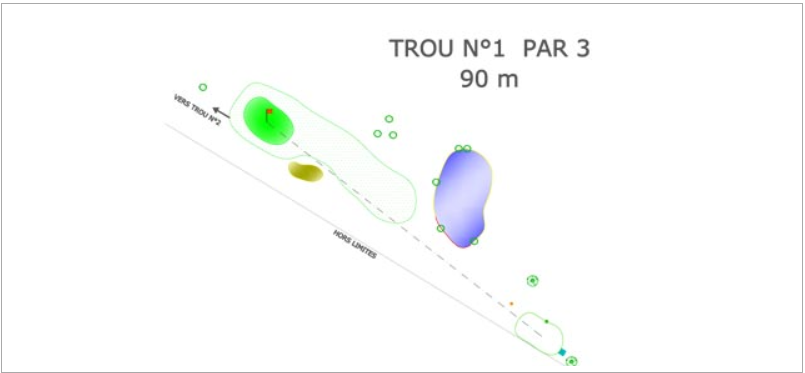 TROU N°1 PAR 3
90 m
VERS TROU N°2
HORS LIMITES